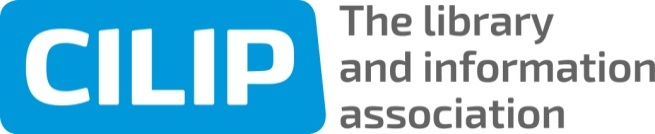 CILIP
The library
and information
association